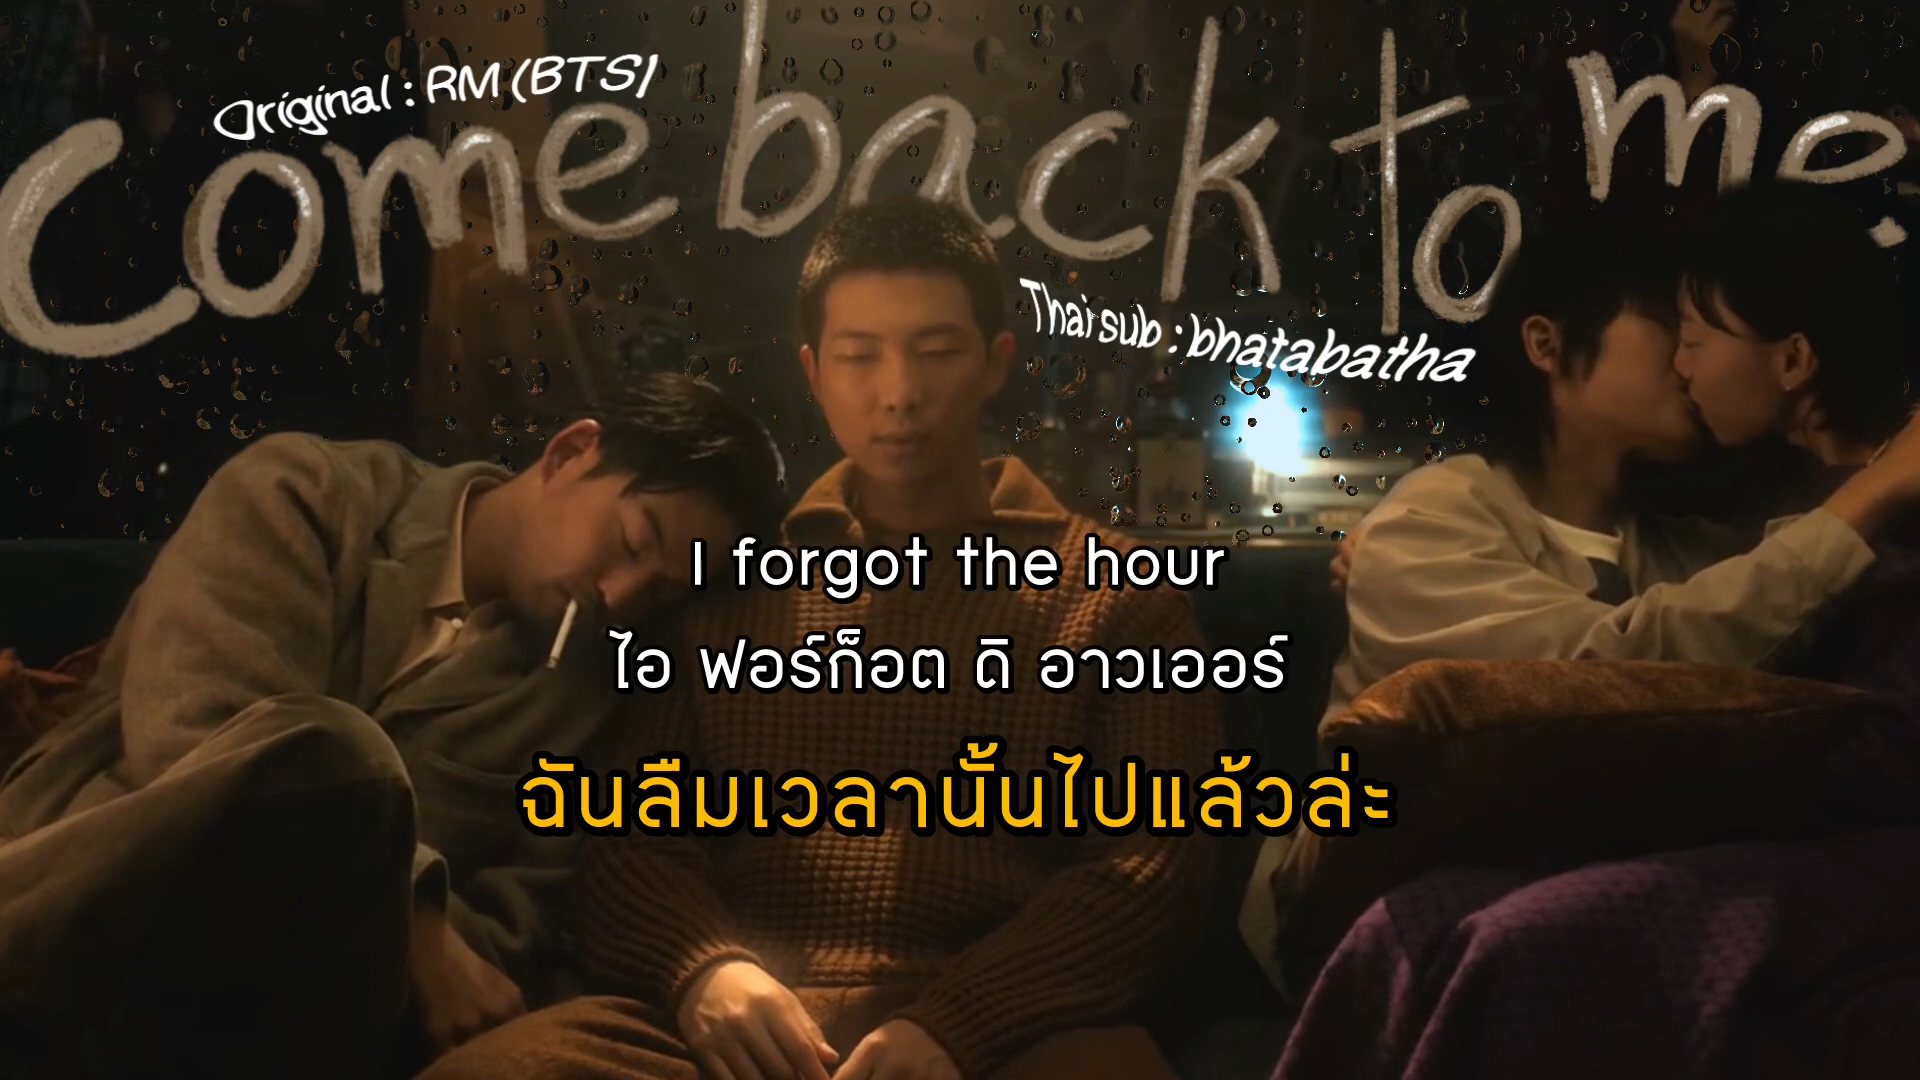 Original : RM (BTS)
Come back to me.
Thai sub : bhatabatha
I forgot the hour
ไอ ฟอร์ก็อต ดิ อาวเออร์
ฉันลืมเวลานั้นไปแล้วล่ะ